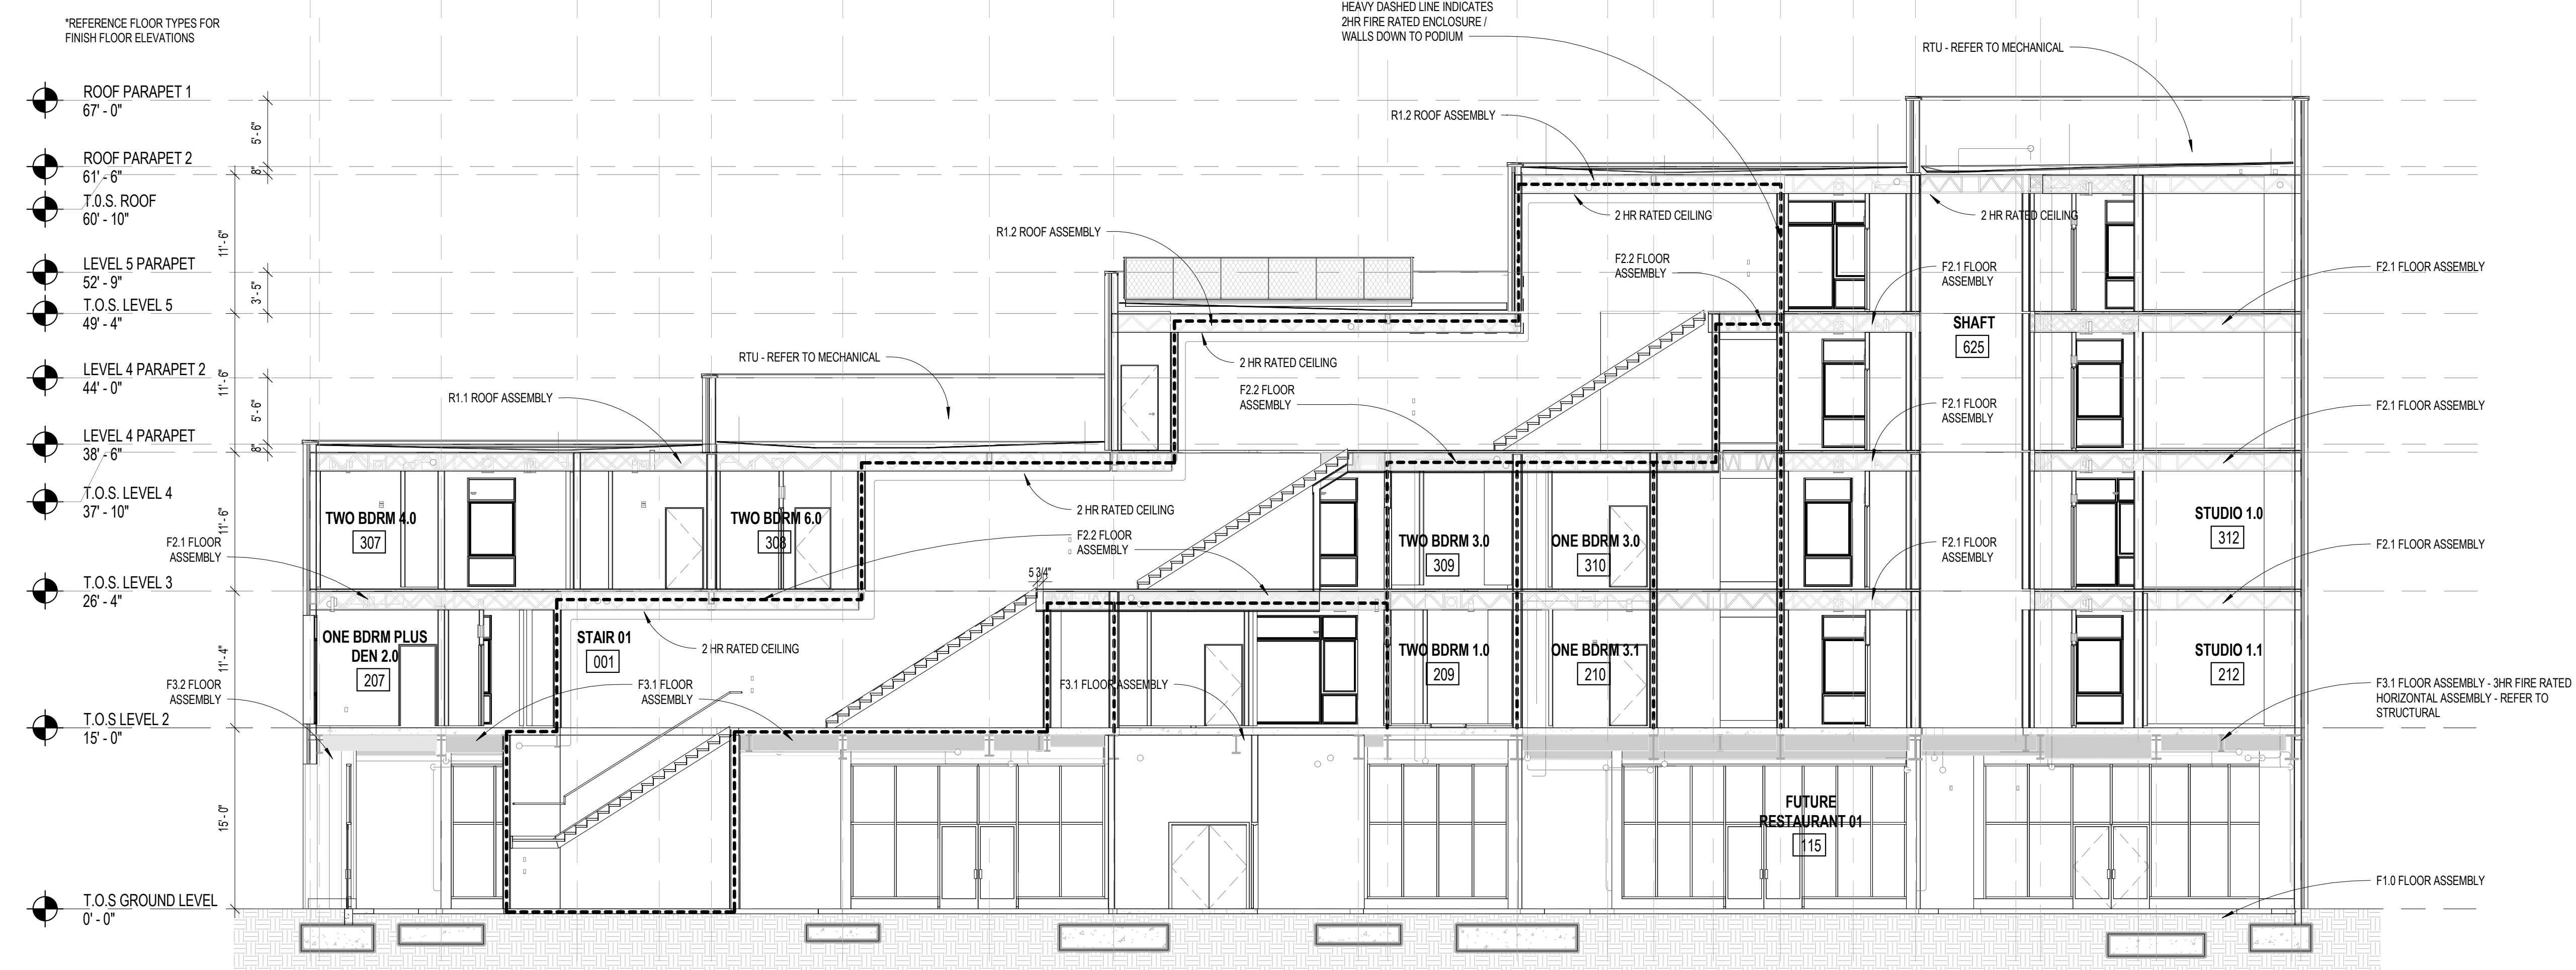 *REFERENCE FLOOR TYPES FOR
FINISH FLOOR ELEVATIONS
HEAVY DASHED LINE INDICATES
2HR FIRE RATED ENCLOSURE /
WALLS DOWN TO PODIUM
RTU - REFER TO MECHANICAL
ROOF PARAPET 1
67' - 0"
5' - 6"
R1.2 ROOF ASSEMBLY
ROOF PARAPET 2
61' - 6"
8"
T.O.S. ROOF
60' - 10"
2 HR RATED CEILING
2 HR RATED CEILING
11' - 6"
R1.2 ROOF ASSEMBLY
F2.2 FLOOR
ASSEMBLY
F2.1 FLOOR
ASSEMBLY
F2.1 FLOOR ASSEMBLY
LEVEL 5 PARAPET
52' - 9"
3' - 5"
T.O.S. LEVEL 5
49' - 4"
SHAFT
625
RTU - REFER TO MECHANICAL
2 HR RATED CEILING
LEVEL 4 PARAPET 2
44' - 0"
11' - 6"
5' - 6"
R1.1 ROOF ASSEMBLY
F2.2 FLOOR
ASSEMBLY
F2.1 FLOOR
ASSEMBLY
F2.1 FLOOR ASSEMBLY
LEVEL 4 PARAPET
38' - 6"
8"
T.O.S. LEVEL 4
37' - 10"
11' - 6"
TWO BDRM 4.0
307
TWO BDRM 6.0
308
2 HR RATED CEILING
STUDIO 1.0
312
F2.1 FLOOR
ASSEMBLY
F2.2 FLOOR
ASSEMBLY
TWO BDRM 3.0
309
ONE BDRM 3.0
310
F2.1 FLOOR
ASSEMBLY
F2.1 FLOOR ASSEMBLY
5 3/4"
T.O.S. LEVEL 3
26' - 4"
ONE BDRM PLUS
DEN 2.0
207
STAIR 01
001
2 HR RATED CEILING
TWO BDRM 1.0
209
ONE BDRM 3.1
210
STUDIO 1.1
212
11' - 4"
F3.2 FLOOR
ASSEMBLY
F3.1 FLOOR
ASSEMBLY
F3.1 FLOOR ASSEMBLY
F3.1 FLOOR ASSEMBLY - 3HR FIRE RATED
HORIZONTAL ASSEMBLY - REFER TO
STRUCTURAL
T.O.S LEVEL 2
15' - 0"
15' - 0"
FUTURE
RESTAURANT 01
115
F1.0 FLOOR ASSEMBLY
T.O.S GROUND LEVEL
0' - 0"